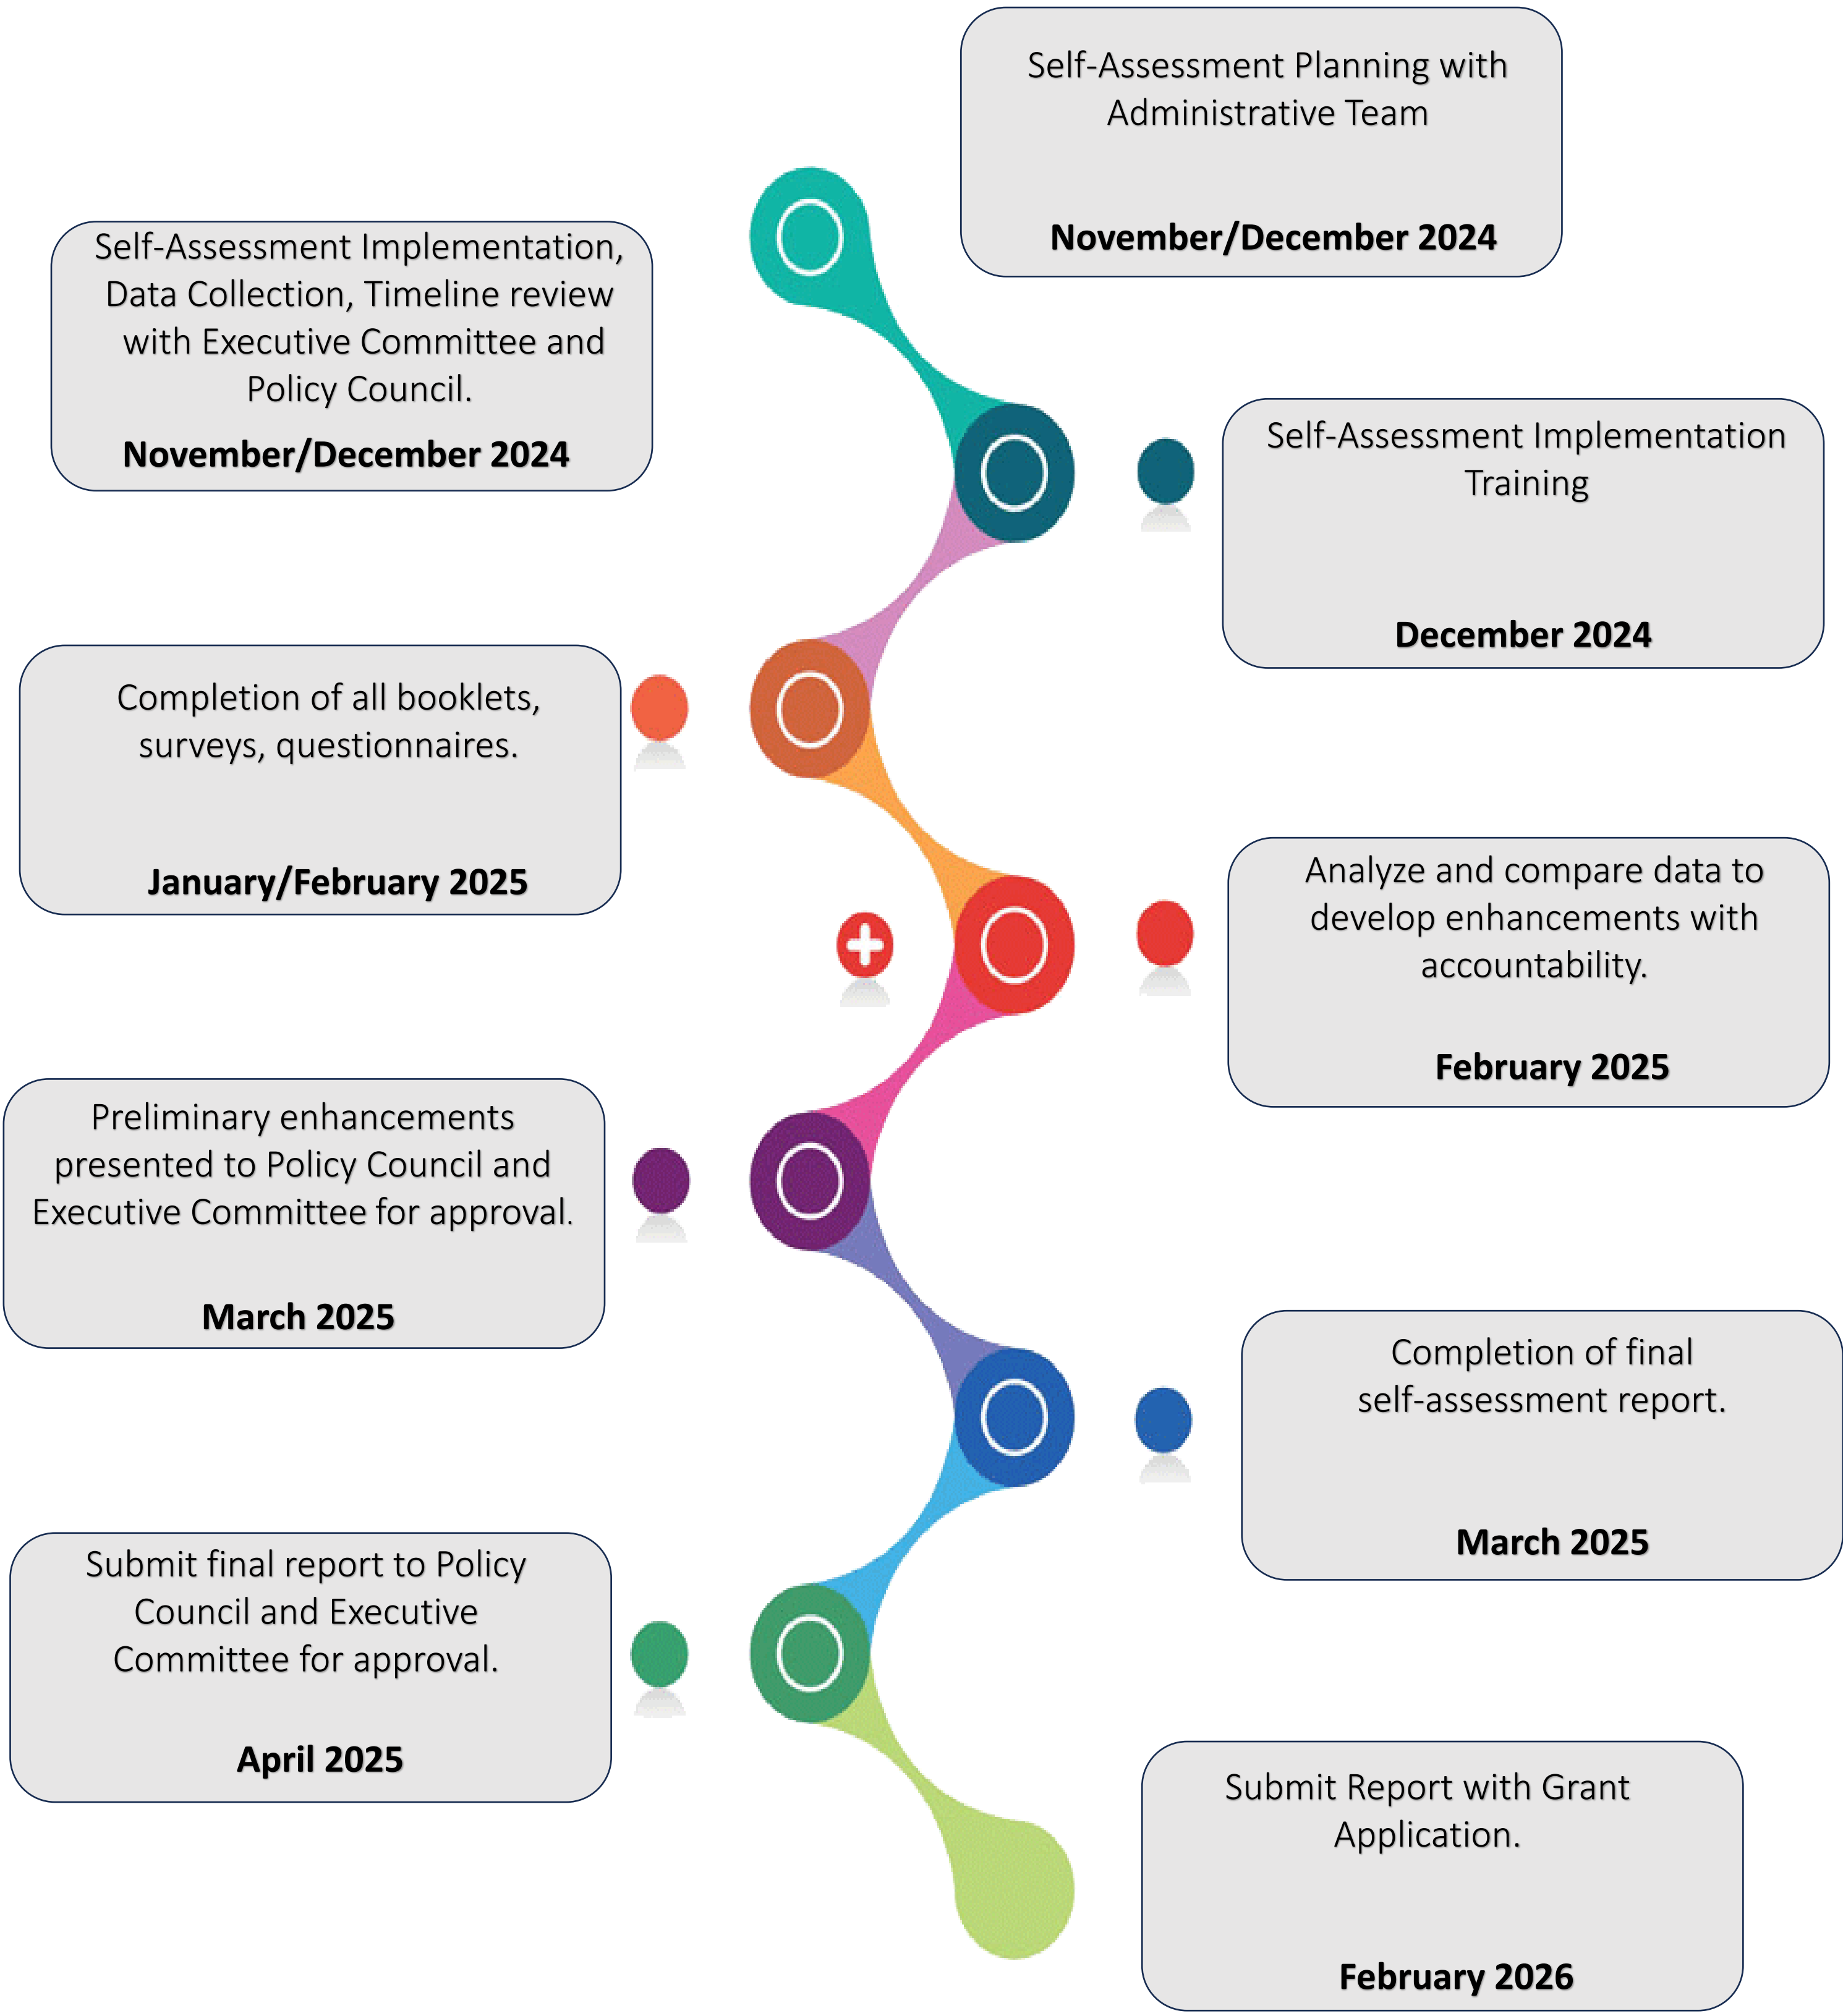 Self-Assessment Planning with
Administrative Team
November/December 2024
Self-Assessment Implementation,
Data Collection, Timeline review
with Executive Committee and
Policy Council.
November/December 2024
Self-Assessment Implementation
Training
December 2024
Completion of all booklets,
surveys, questionnaires.
January/February 2025
Analyze and compare data to
develop enhancements with
accountability.
February 2025
Preliminary enhancements
presented to Policy Council and
Executive Committee for approval.
March 2025
Completion of final
self-assessment report.
March 2025
Submit final report to Policy
Council and Executive
Committee for approval.
April 2025
Submit Report with Grant
Application.
February 2026